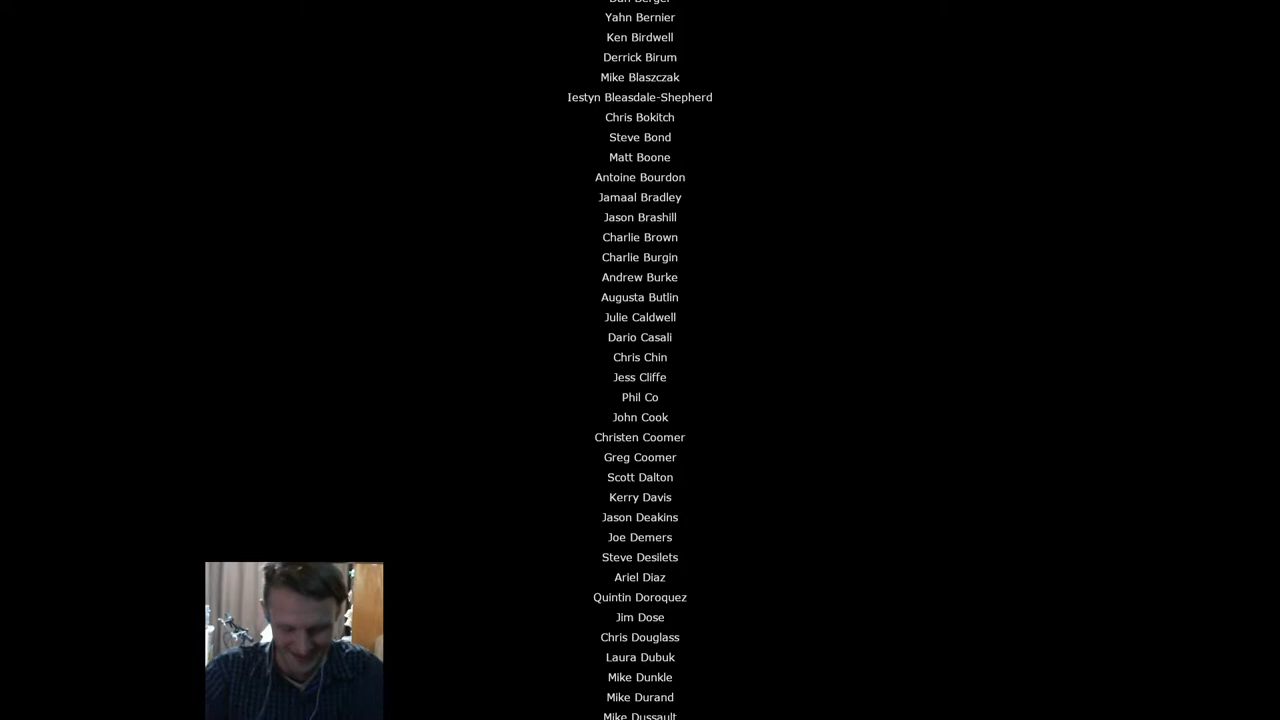 Yahn Bernier
Ken Birdwell
Derrick Birum
Mike Blaszczak
Iestyn Bleasdale-Shepherd
Chris Bokitch
Steve Bond
Matt Boone
Antoine Bourdon
Jamaal Bradley
Jason Brashill
Charlie Brown
Charlie Burgin
Andrew Burke
Augusta Butlin
Julie Caldwell
Dario Casali
Chris Chin
Jess Cliffe
Phil Co
John Cook
Christen Coomer
Greg Coomer
Scott Dalton
Kerry Davis
Jason Deakins
Joe Demers
Steve Desilets
Ariel Diaz
Quintin Doroquez
Jim Dose
Chris Douglass
Laura Dubuk
Mike Dunkle
Mike Durand
Mike Dussault